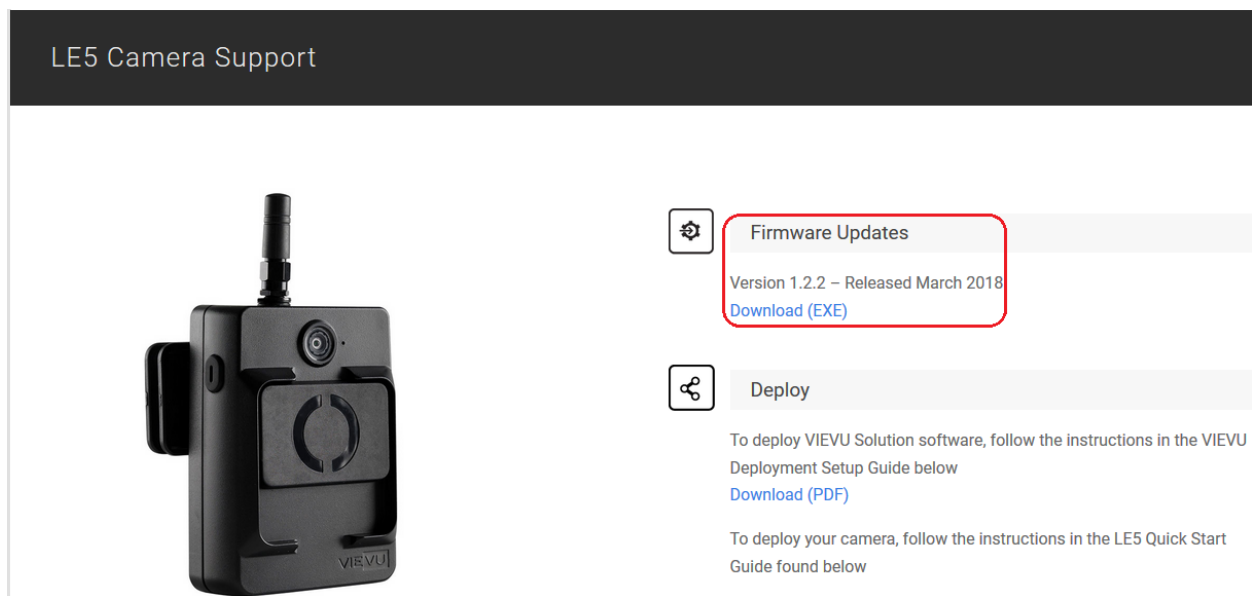 LE5 Camera Support
Firmware Updates
Version 1.2.2 – Released March 2018
Download (EXE)
Deploy
To deploy VIEVU Solution software, follow the instructions in the VIEVU
Deployment Setup Guide below
Download (PDF)
To deploy your camera, follow the instructions in the LE5 Quick Start
Guide found below
VIEVU